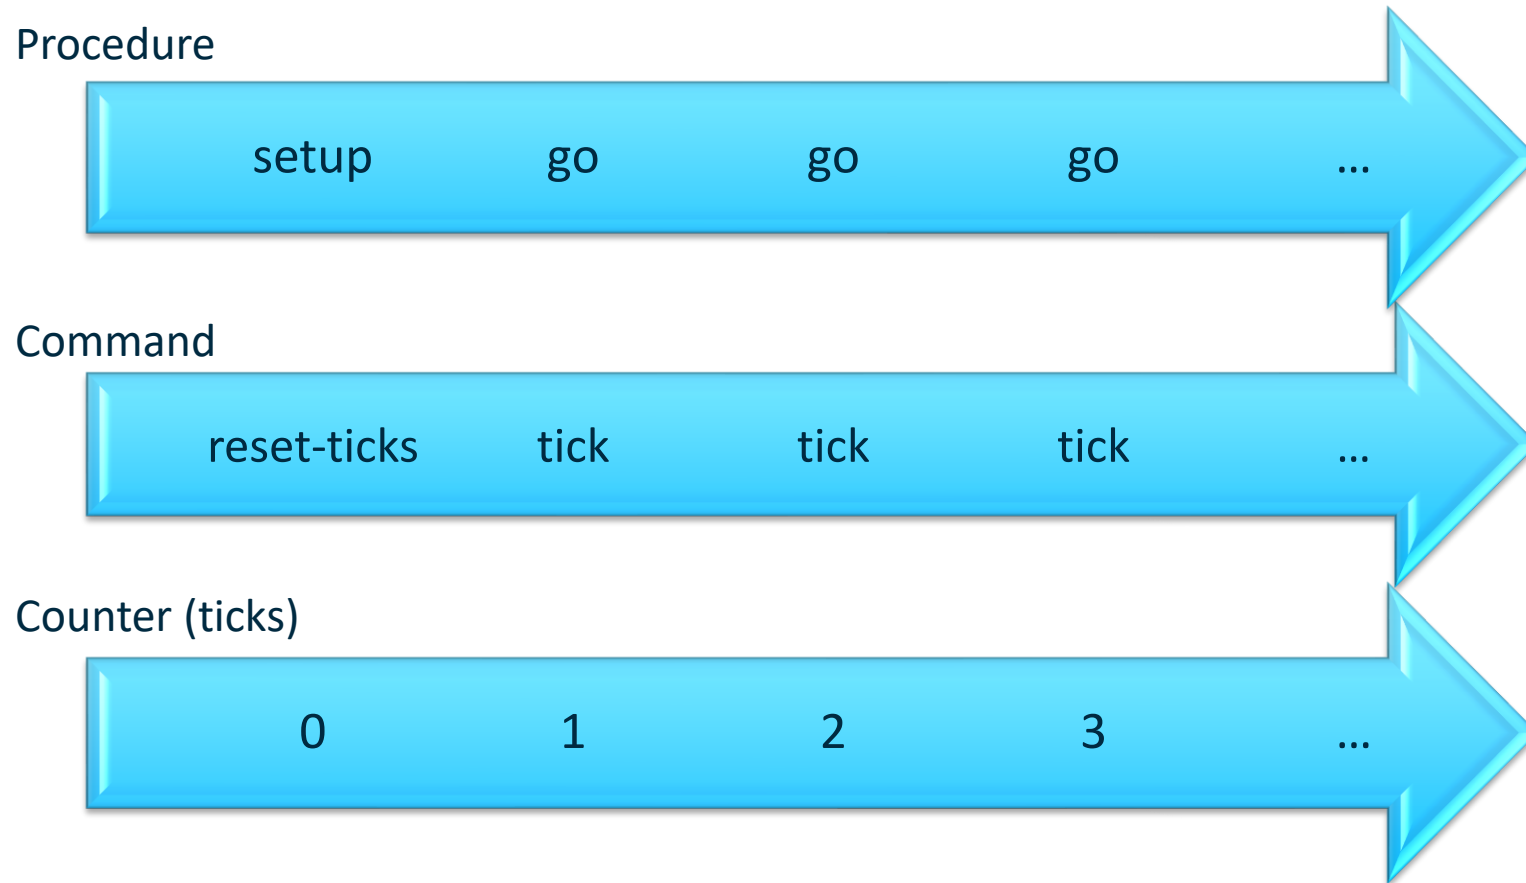 Procedure
setup go go go ...
Command
reset-ticks tick tick tick ...
Counter (ticks)
0 1 2 3 ...